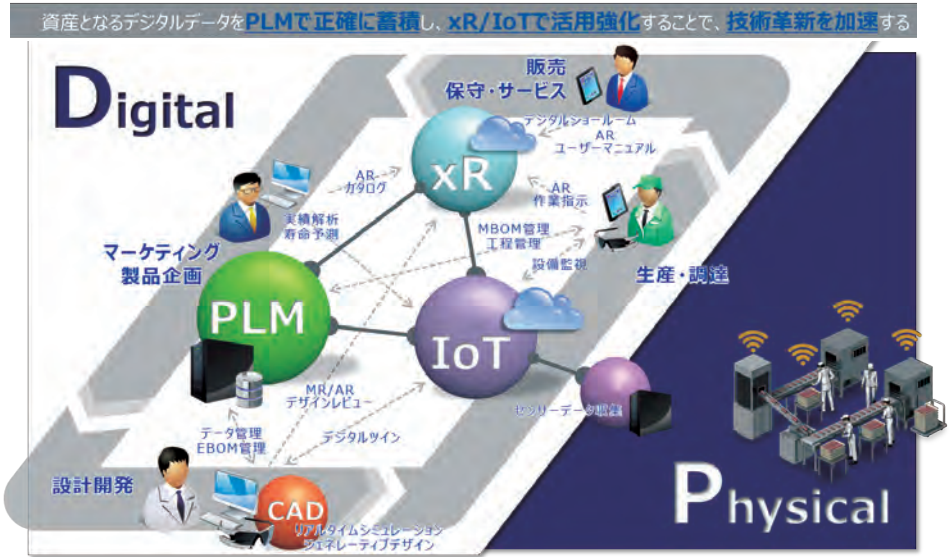 資産となるデジタルデータをPLMで正確に蓄積し、xR/IoTで活用強化することで、技術革新を加速する
Digital
販売
保守・サービス
デジタルショールーム
AR
ユーザーマニュアル
xR
AR
カタログ
AR
作業指示
実績解析
寿命予測
MBOM管理
工程管理
マーケティング
製品企画
設備監視
生産・調達
PLM
IoT
MR/AR
デザインレビュー
センサーデータ収集
データ管理
EBOM管理
デジタルツイン
設計開発
CAD
リアルタイムシミュレーション
ジェネレーティブデザイン
Physical